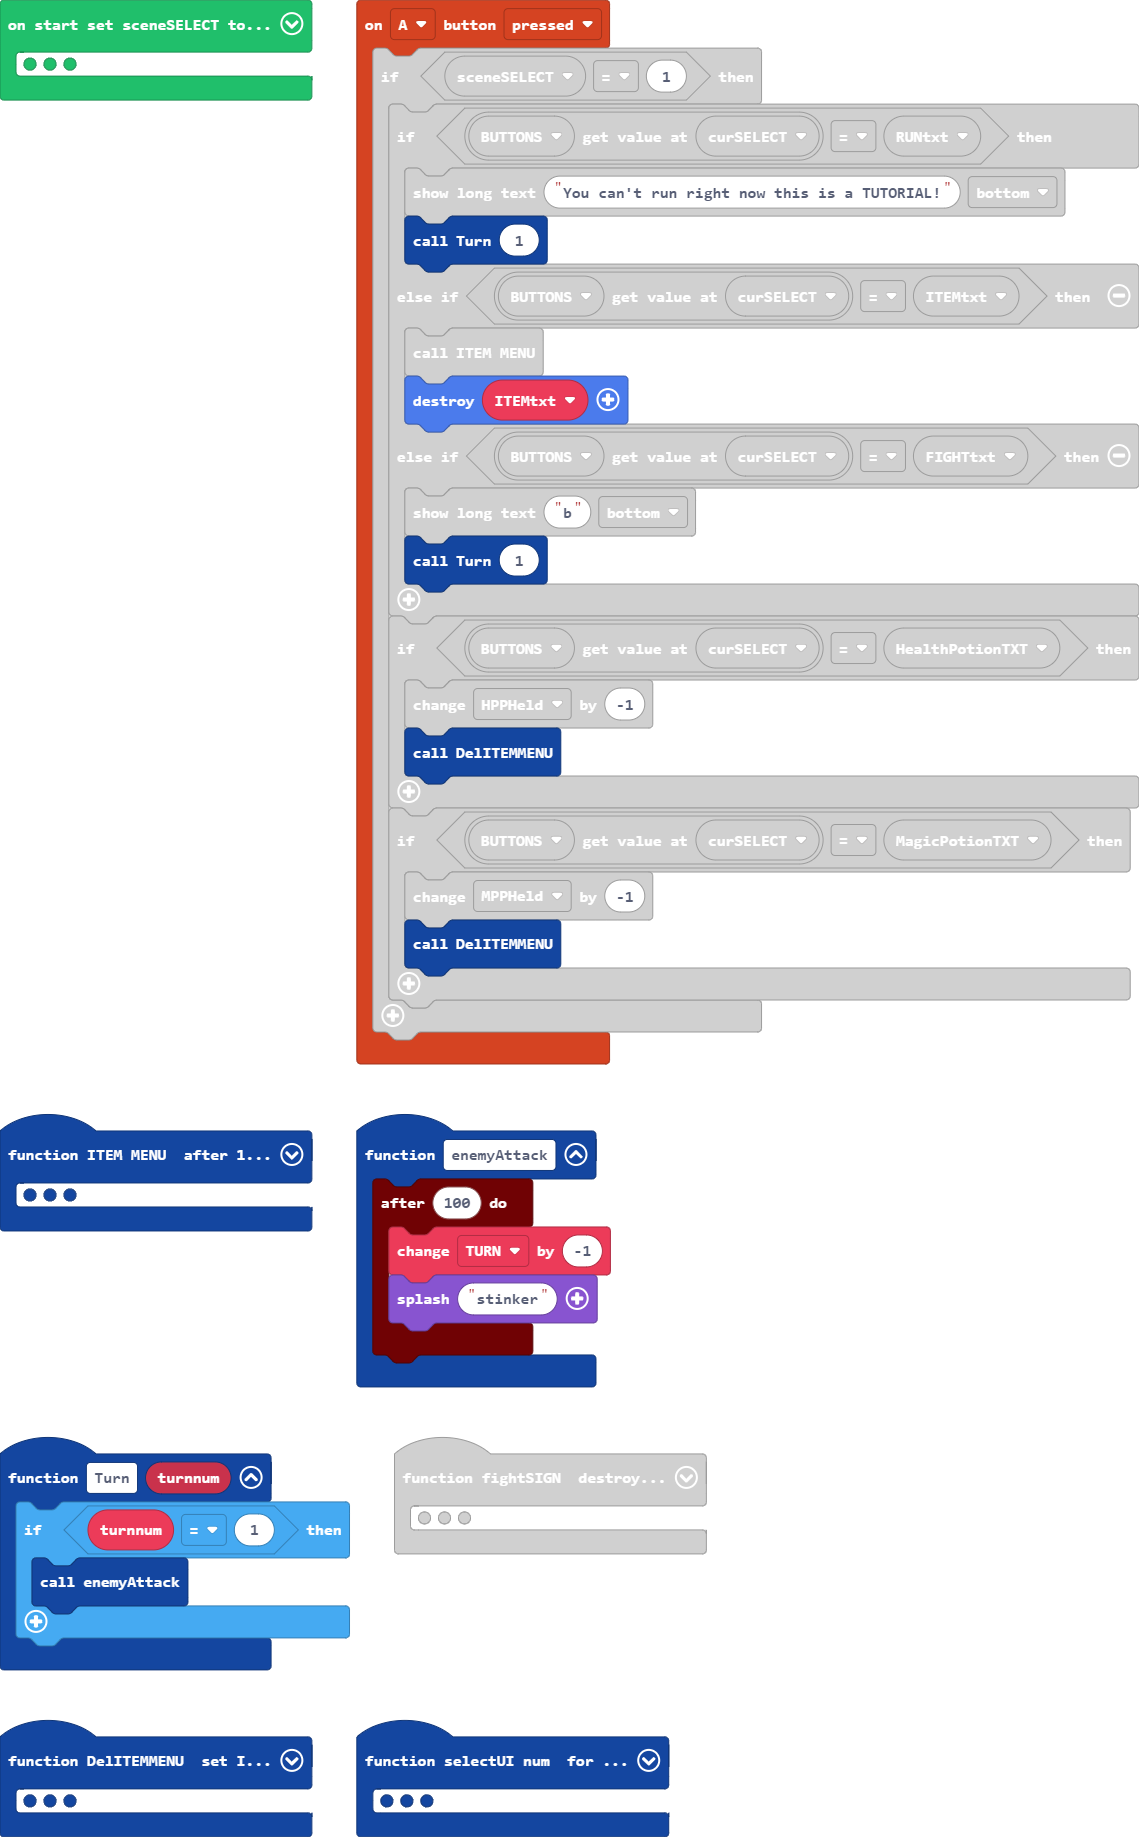 on start set sceneSELECT to...
on A button pressed
if sceneSELECT = 1 then
if BUTTONS get value at curSELECT = RUNtxt then
show long text "You can't run right now this is a TUTORIAL!" bottom
call Turn 1
else if BUTTONS get value at curSELECT = ITEMtxt then
call ITEM MENU
destroy ITEMtxt
else if BUTTONS get value at curSELECT = FIGHTtxt then
show long text "b" bottom
call Turn 1
if BUTTONS get value at curSELECT = HealthPotionTXT then
change HPPHeld by -1
call DelITEMMENU
if BUTTONS get value at curSELECT = MagicPotionTXT then
change MPPHeld by -1
call DelITEMMENU
function ITEM MENU after 1...
function enemyAttack
after 100 do
change TURN by -1
splash "stinker"
function Turn turnnum
if turnnum = 1 then
call enemyAttack
function fightSIGN destroy...
function DelITEMMENU set I...
function selectUI num for ...